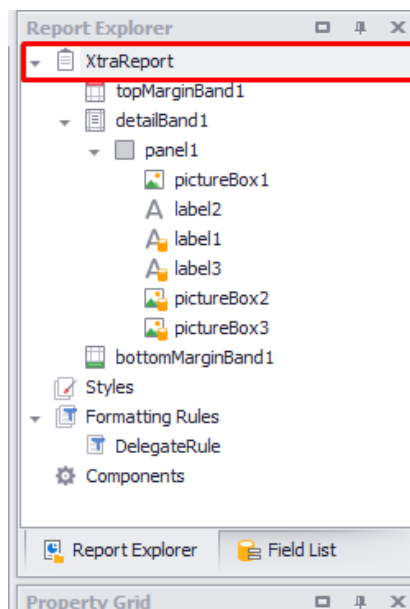 Report Explorer
XtraReport
topMarginBand1
detailBand1
panel1
pictureBox1
label2
label1
label3
pictureBox2
pictureBox3
bottomMarginBand1
Styles
Formatting Rules
DelegateRule
Components
Report Explorer Field List
Property Grid